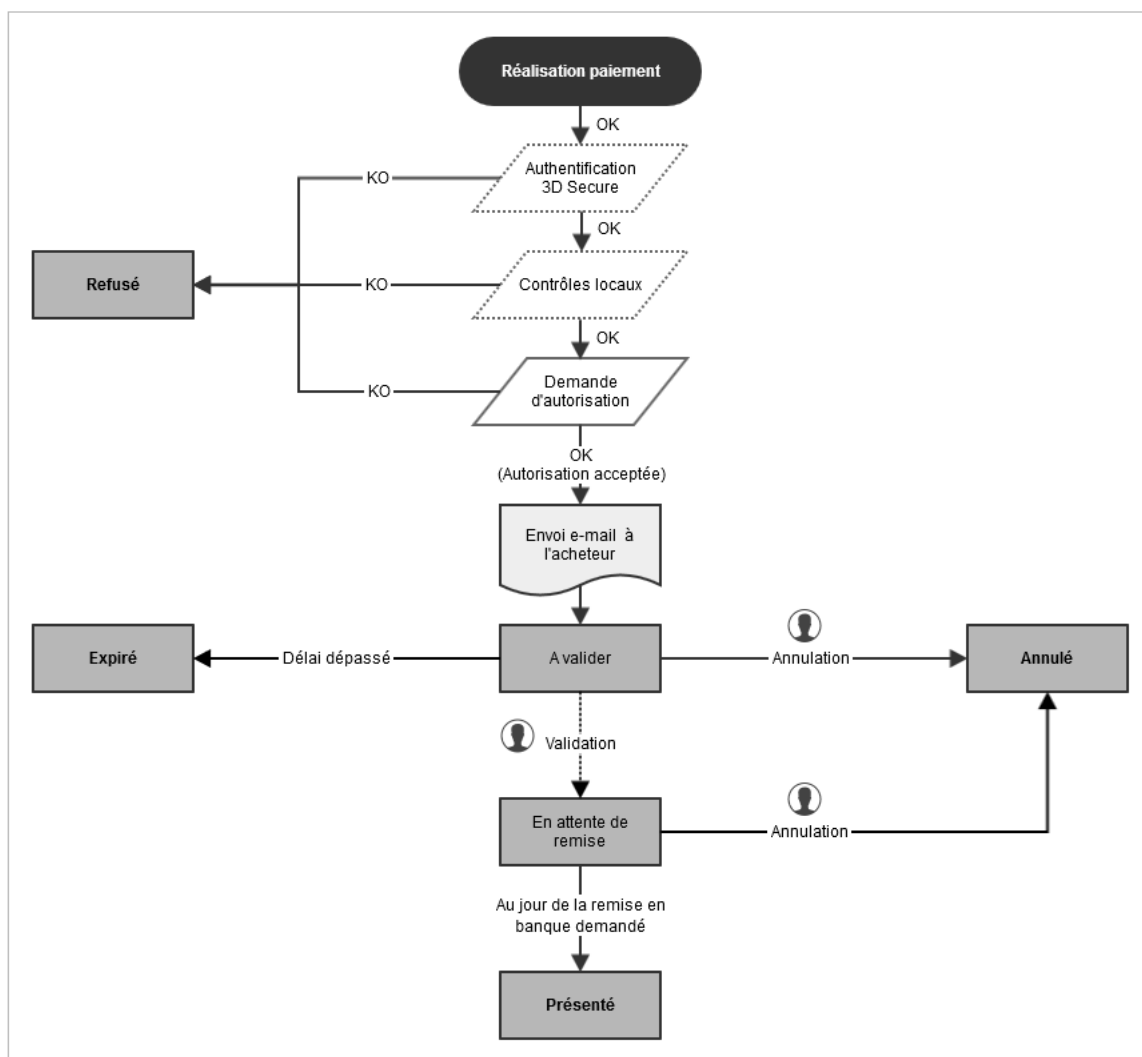 Réalisation paiement
OK
Authentification
3D Secure
KO
OK
Refusé
KO
Contrôles locaux
OK
KO
Demande
d'autorisation
OK
(Autorisation acceptée)
Envoi e-mail à
l'acheteur
Expiré
Délai dépassé
A valider
Annulation
Annulé
Validation
En attente de
remise
Annulation
Au jour de la remise en
banque demandé
Présenté